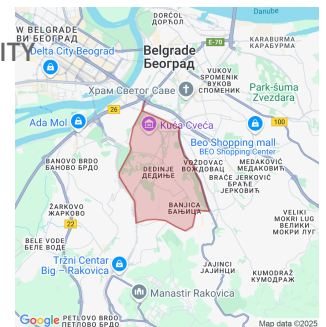 DORĆOL
ДОРЋОЛ
Danube
W BELGRADE
ВИ БЕОГРАД
E-70
KARABURMA
КАРАБУРМА
CITY
Delta City
Belgrade
Београд
Beograd
VUKOV
SPOMENIK
ВУКОВ
СПОМЕНИК
Park-šuma
Zvezdara
Храм Светог Саве
26
Ada Mol
Kuća Cveća
100
Beo Shopping mall
BEO Shopping Center
BANOVO BRDO
БАНОВО БРДО
DEDINJE
ДЕДИЊЕ
VOŽDOVAC
ВОЖДОВАЦ
MEDAKOVIĆ
МЕДАКОВИЋ
BRAĆE JERKOVIĆ
БРАЋЕ
ЈЕРКОВИЋ
ŽARKOVO
ЖАРКОВО
BANJICA
БАЊИЦА
VELIKI
MOKRI LUG
ВЕЛИКИ
МОКРИ ЛУГ
BELE VODE
БЕЛЕ ВОДЕ
Tržni Centar
Big – Rakovica
JAJINCI
ЈАЈИНЦИ
KUMODRAŽ
КУМОДРАЖ
Manastir Rakovica
PETLOVO BRDO
ПЕТЛОВО БРДО
Google
Map data ©2025